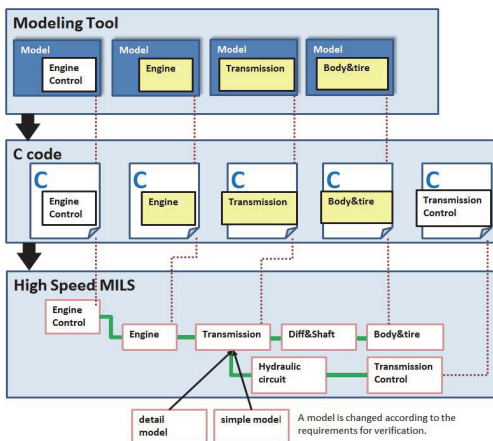 Modeling Tool
Model
Engine
Control
Model
Engine
Model
Transmission
Model
Body&tire
C code
C
Engine
Control
C
Engine
C
Transmission
C
Body&tire
C
Transmission
Control
High Speed MILS
Engine
Control
Engine
Transmission
Diff&Shaft
Body&tire
Hydraulic
circuit
Transmission
Control
detail
model
simple model
A model is changed according to the
requirements for verification.